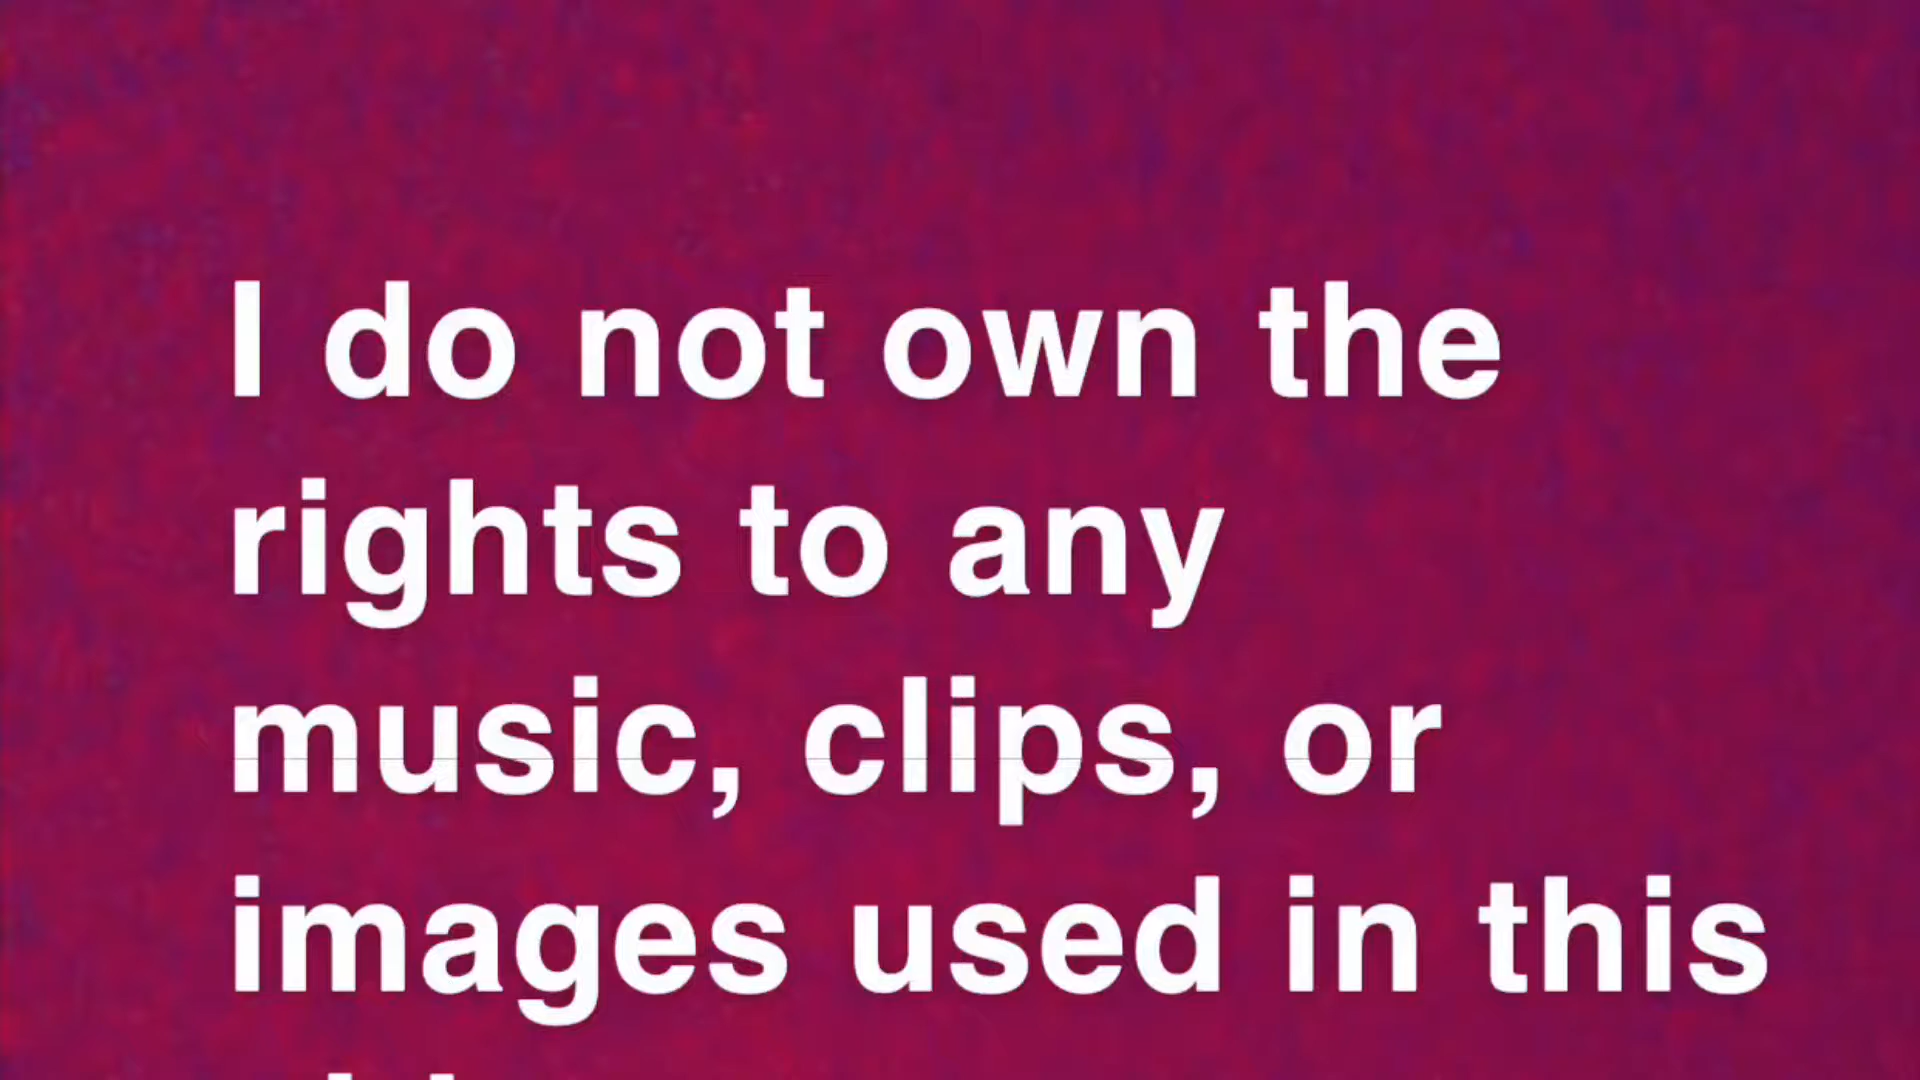 I do not own the
rights to any
music, clips, or
images used in this